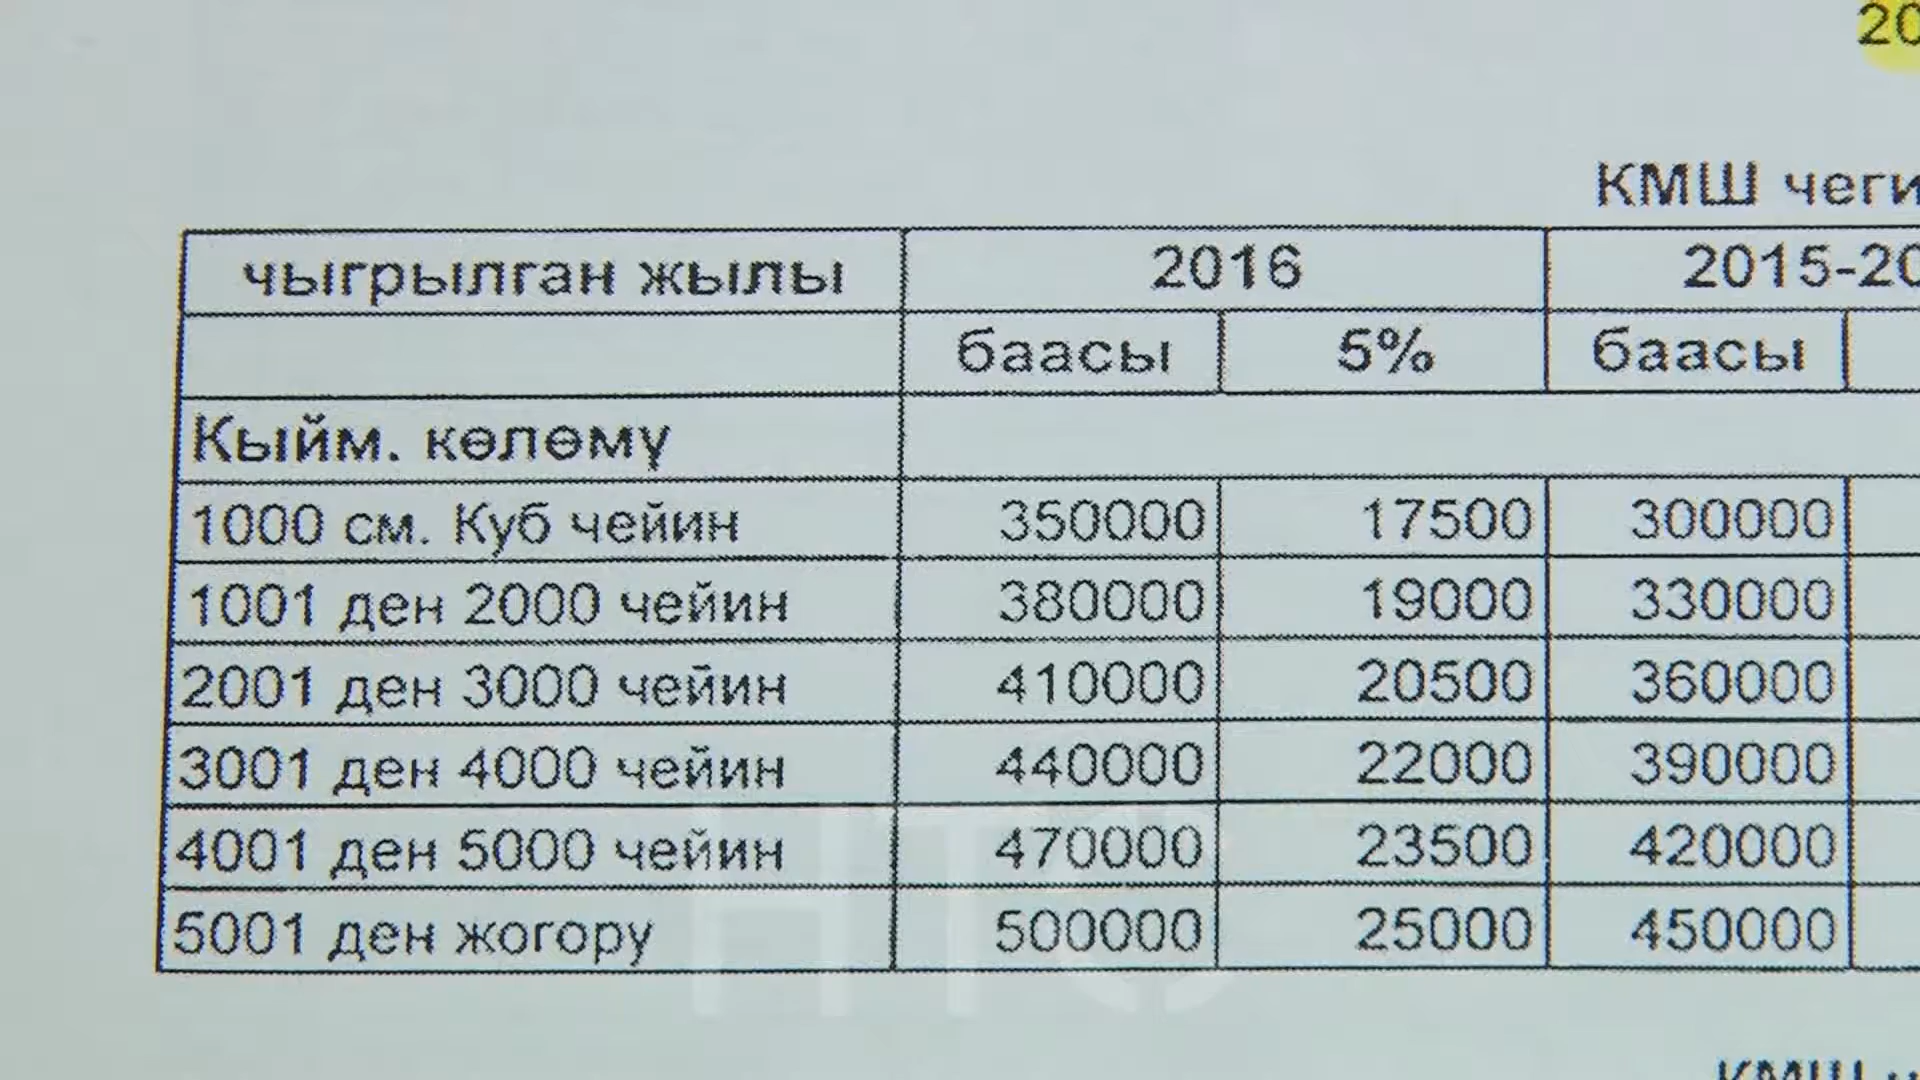 20
КМШ чеги
чыгрылган жылы 2016 2015-20
баасы 5% баасы
Кыйм. көлөмү
1000 см. Куб чейин 350000 17500 300000
1001 ден 2000 чейин 380000 19000 330000
2001 ден 3000 чейин 410000 20500 360000
3001 ден 4000 чейин 440000 22000 390000
4001 ден 5000 чейин 470000 23500 420000
5001 ден жогору 500000 25000 450000
НТС
КМШ